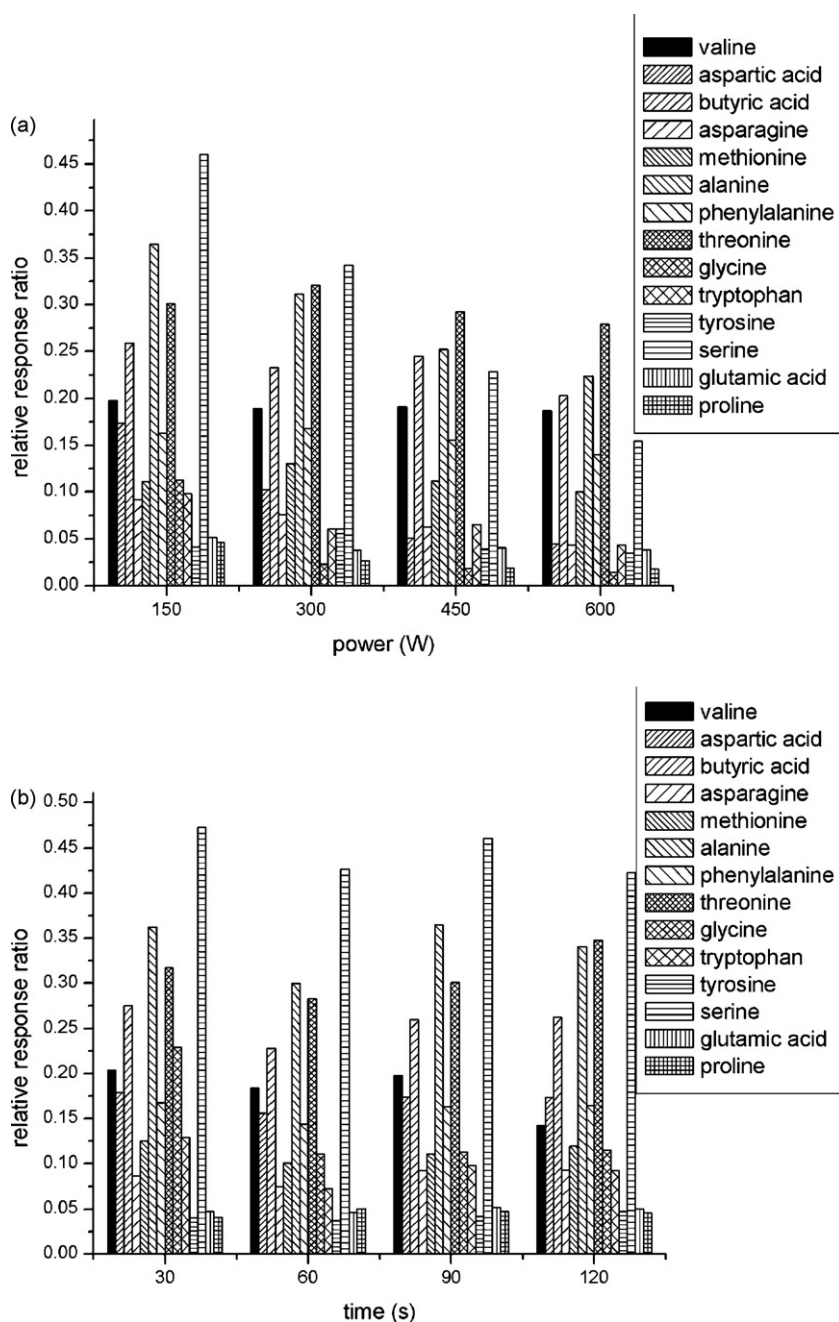 (a)
valine
aspartic acid
butyric acid
asparagine
methionine
alanine
phenylalanine
threonine
glycine
tryptophan
tyrosine
serine
glutamic acid
proline
relative response ratio
0.45
0.40
0.35
0.30
0.25
0.20
0.15
0.10
0.05
0.00
150 300 450 600
power (W)
(b)
valine
aspartic acid
butyric acid
asparagine
methionine
alanine
phenylalanine
threonine
glycine
tryptophan
tyrosine
serine
glutamic acid
proline
relative response ratio
0.50
0.45
0.40
0.35
0.30
0.25
0.20
0.15
0.10
0.05
0.00
30 60 90 120
time (s)